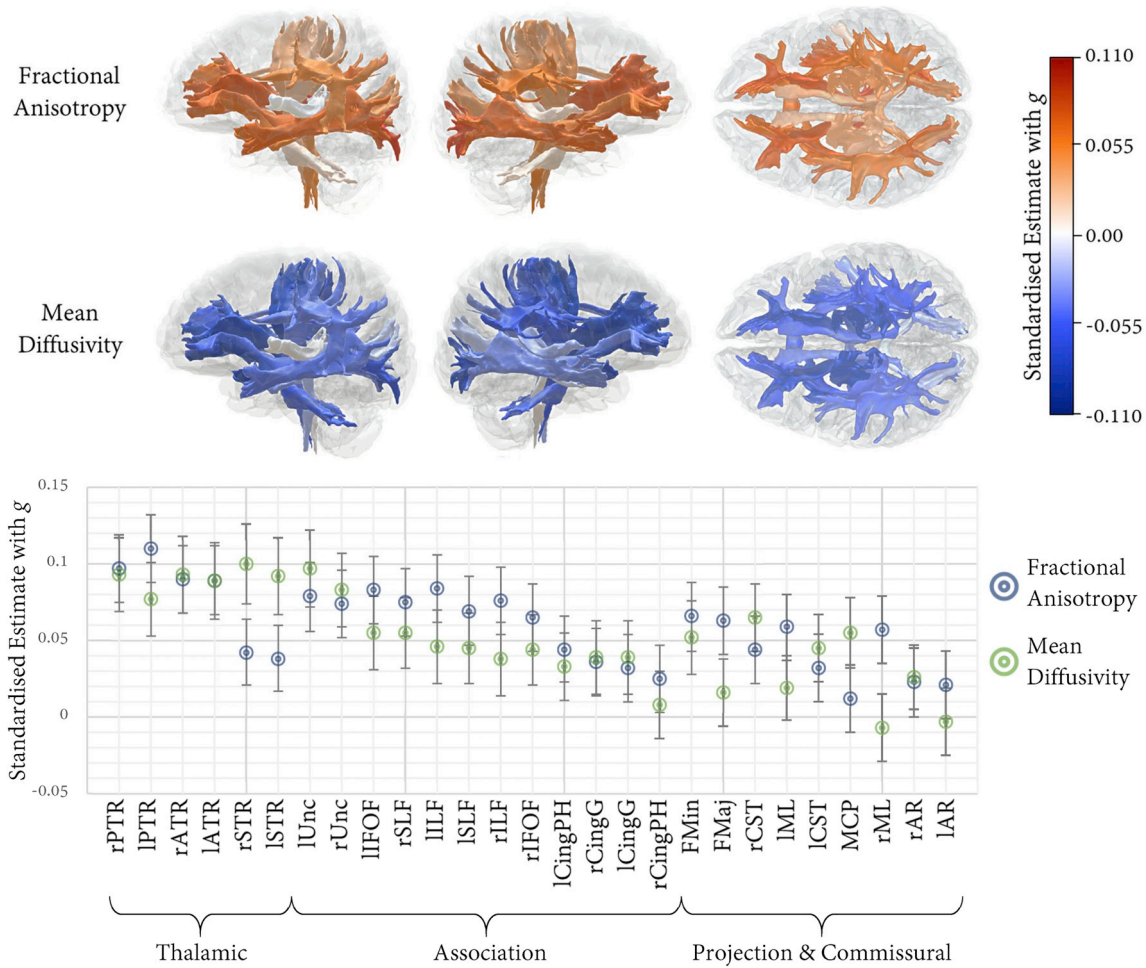 Fractional
Anisotropy
Mean
Diffusivity
Standardised Estimate with g
0.110
0.055
0.00
-0.055
-0.110
Standardised Estimate with g
0.15
0.1
0.05
0
-0.05
rPTR
lPTR
rATR
lATR
rSTR
lSTR
lUnc
rUnc
lIFOF
rSLF
lILF
lSLF
rILF
rIFOF
lCingPH
rCingG
lCingG
rCingPH
FMin
FMaj
rCST
lML
lCST
MCP
rML
rAR
lAR
Thalamic
Association
Projection & Commissural
Fractional
Anisotropy
Mean
Diffusivity